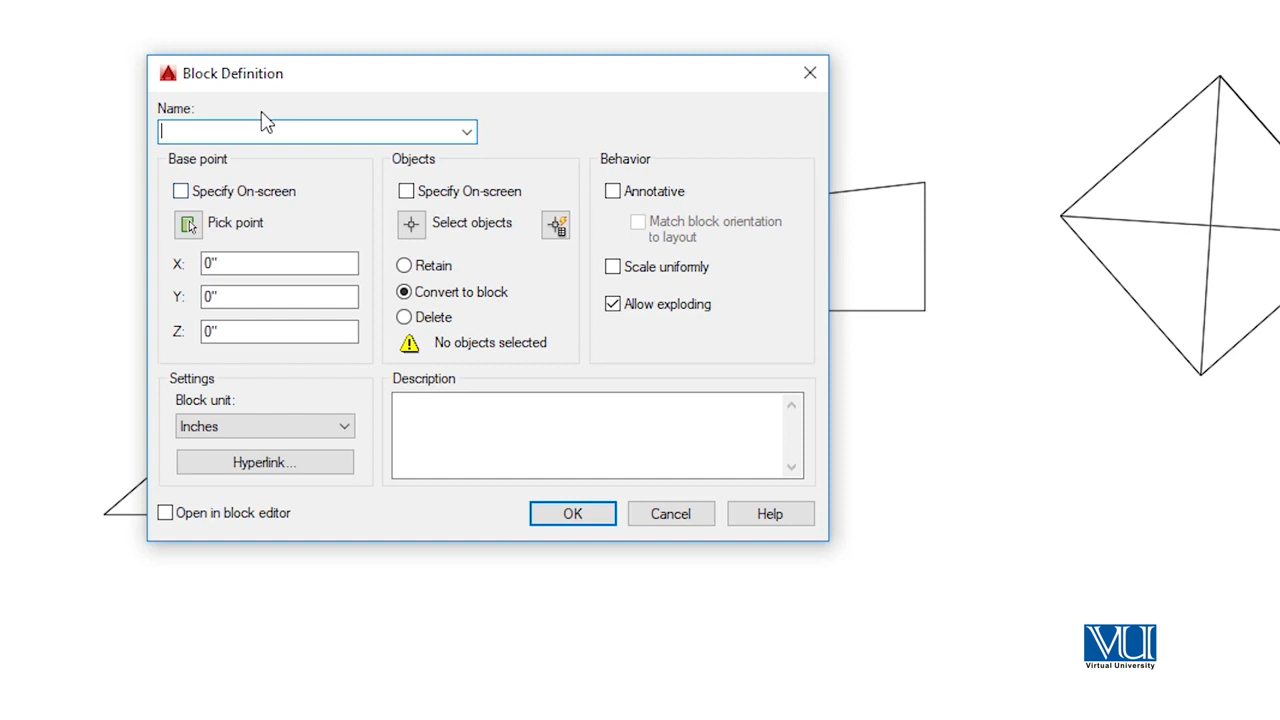 Block Definition
Name:
Base point
Specify On-screen
Pick point
X: 0"
Y: 0"
Z: 0"
Objects
Specify On-screen
Select objects
Retain
Convert to block
Delete
No objects selected
Behavior
Annotative
Match block orientation
to layout
Scale uniformly
Allow exploding
Settings
Block unit:
Inches
Hyperlink...
Description
Open in block editor
OK
Cancel
Help
VU
Virtual University